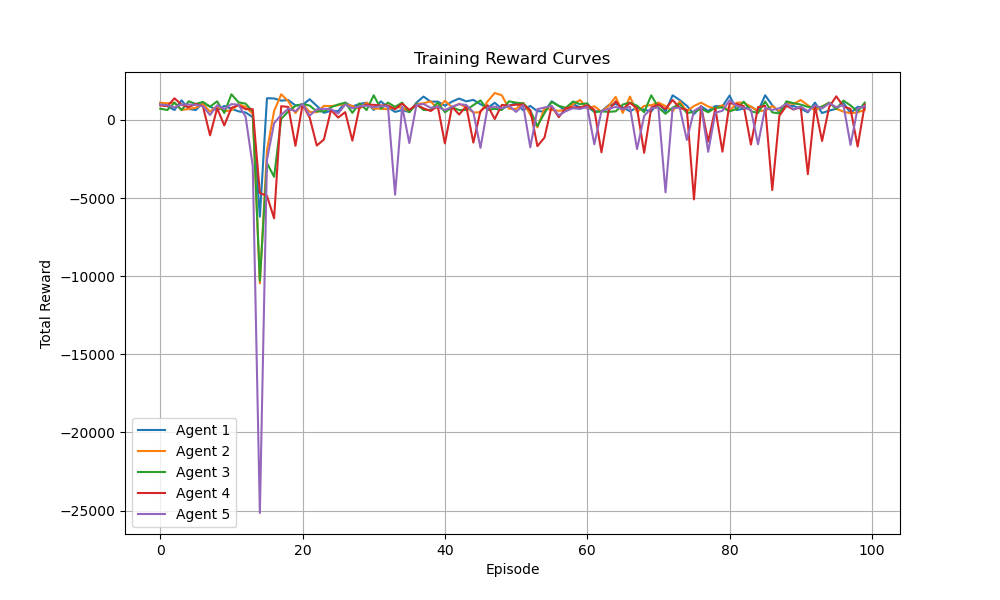 Training Reward Curves
Total Reward
0
−5000
−10000
−15000
−20000
−25000
Agent 1
Agent 2
Agent 3
Agent 4
Agent 5
0 20 40 60 80 100
Episode